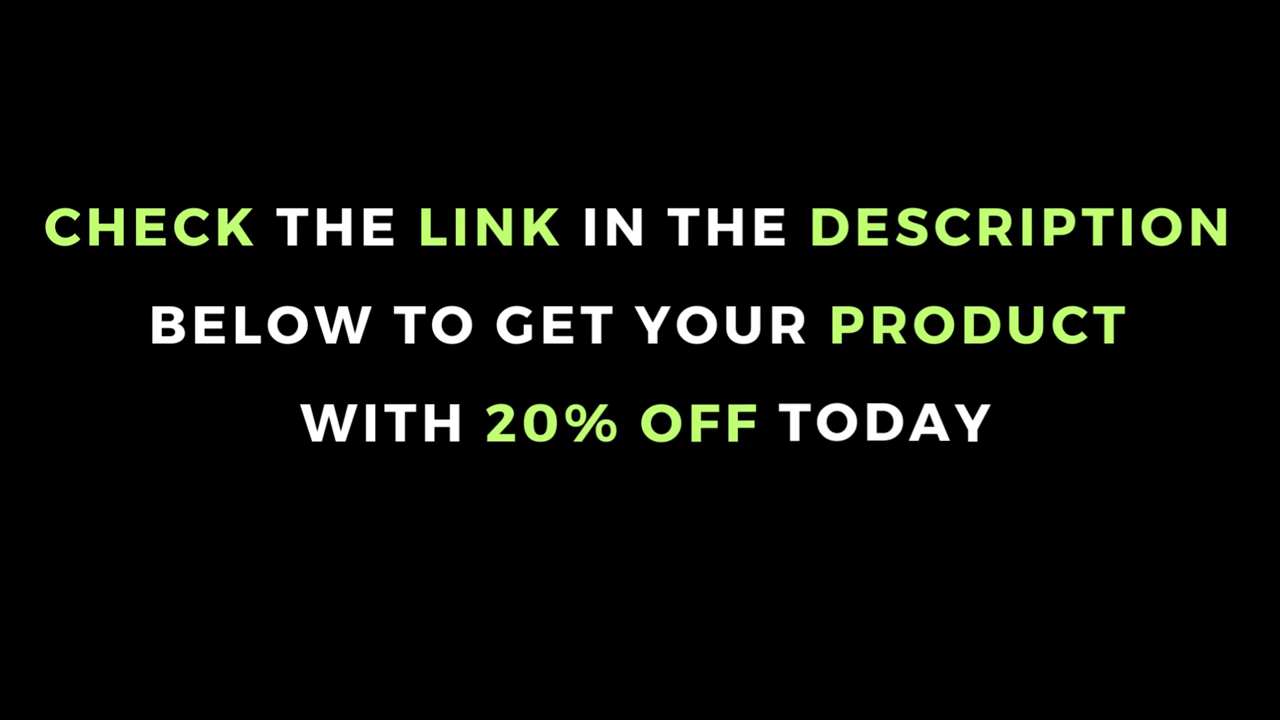 CHECK THE LINK IN THE DESCRIPTION
BELOW TO GET YOUR PRODUCT
WITH 20% OFF TODAY